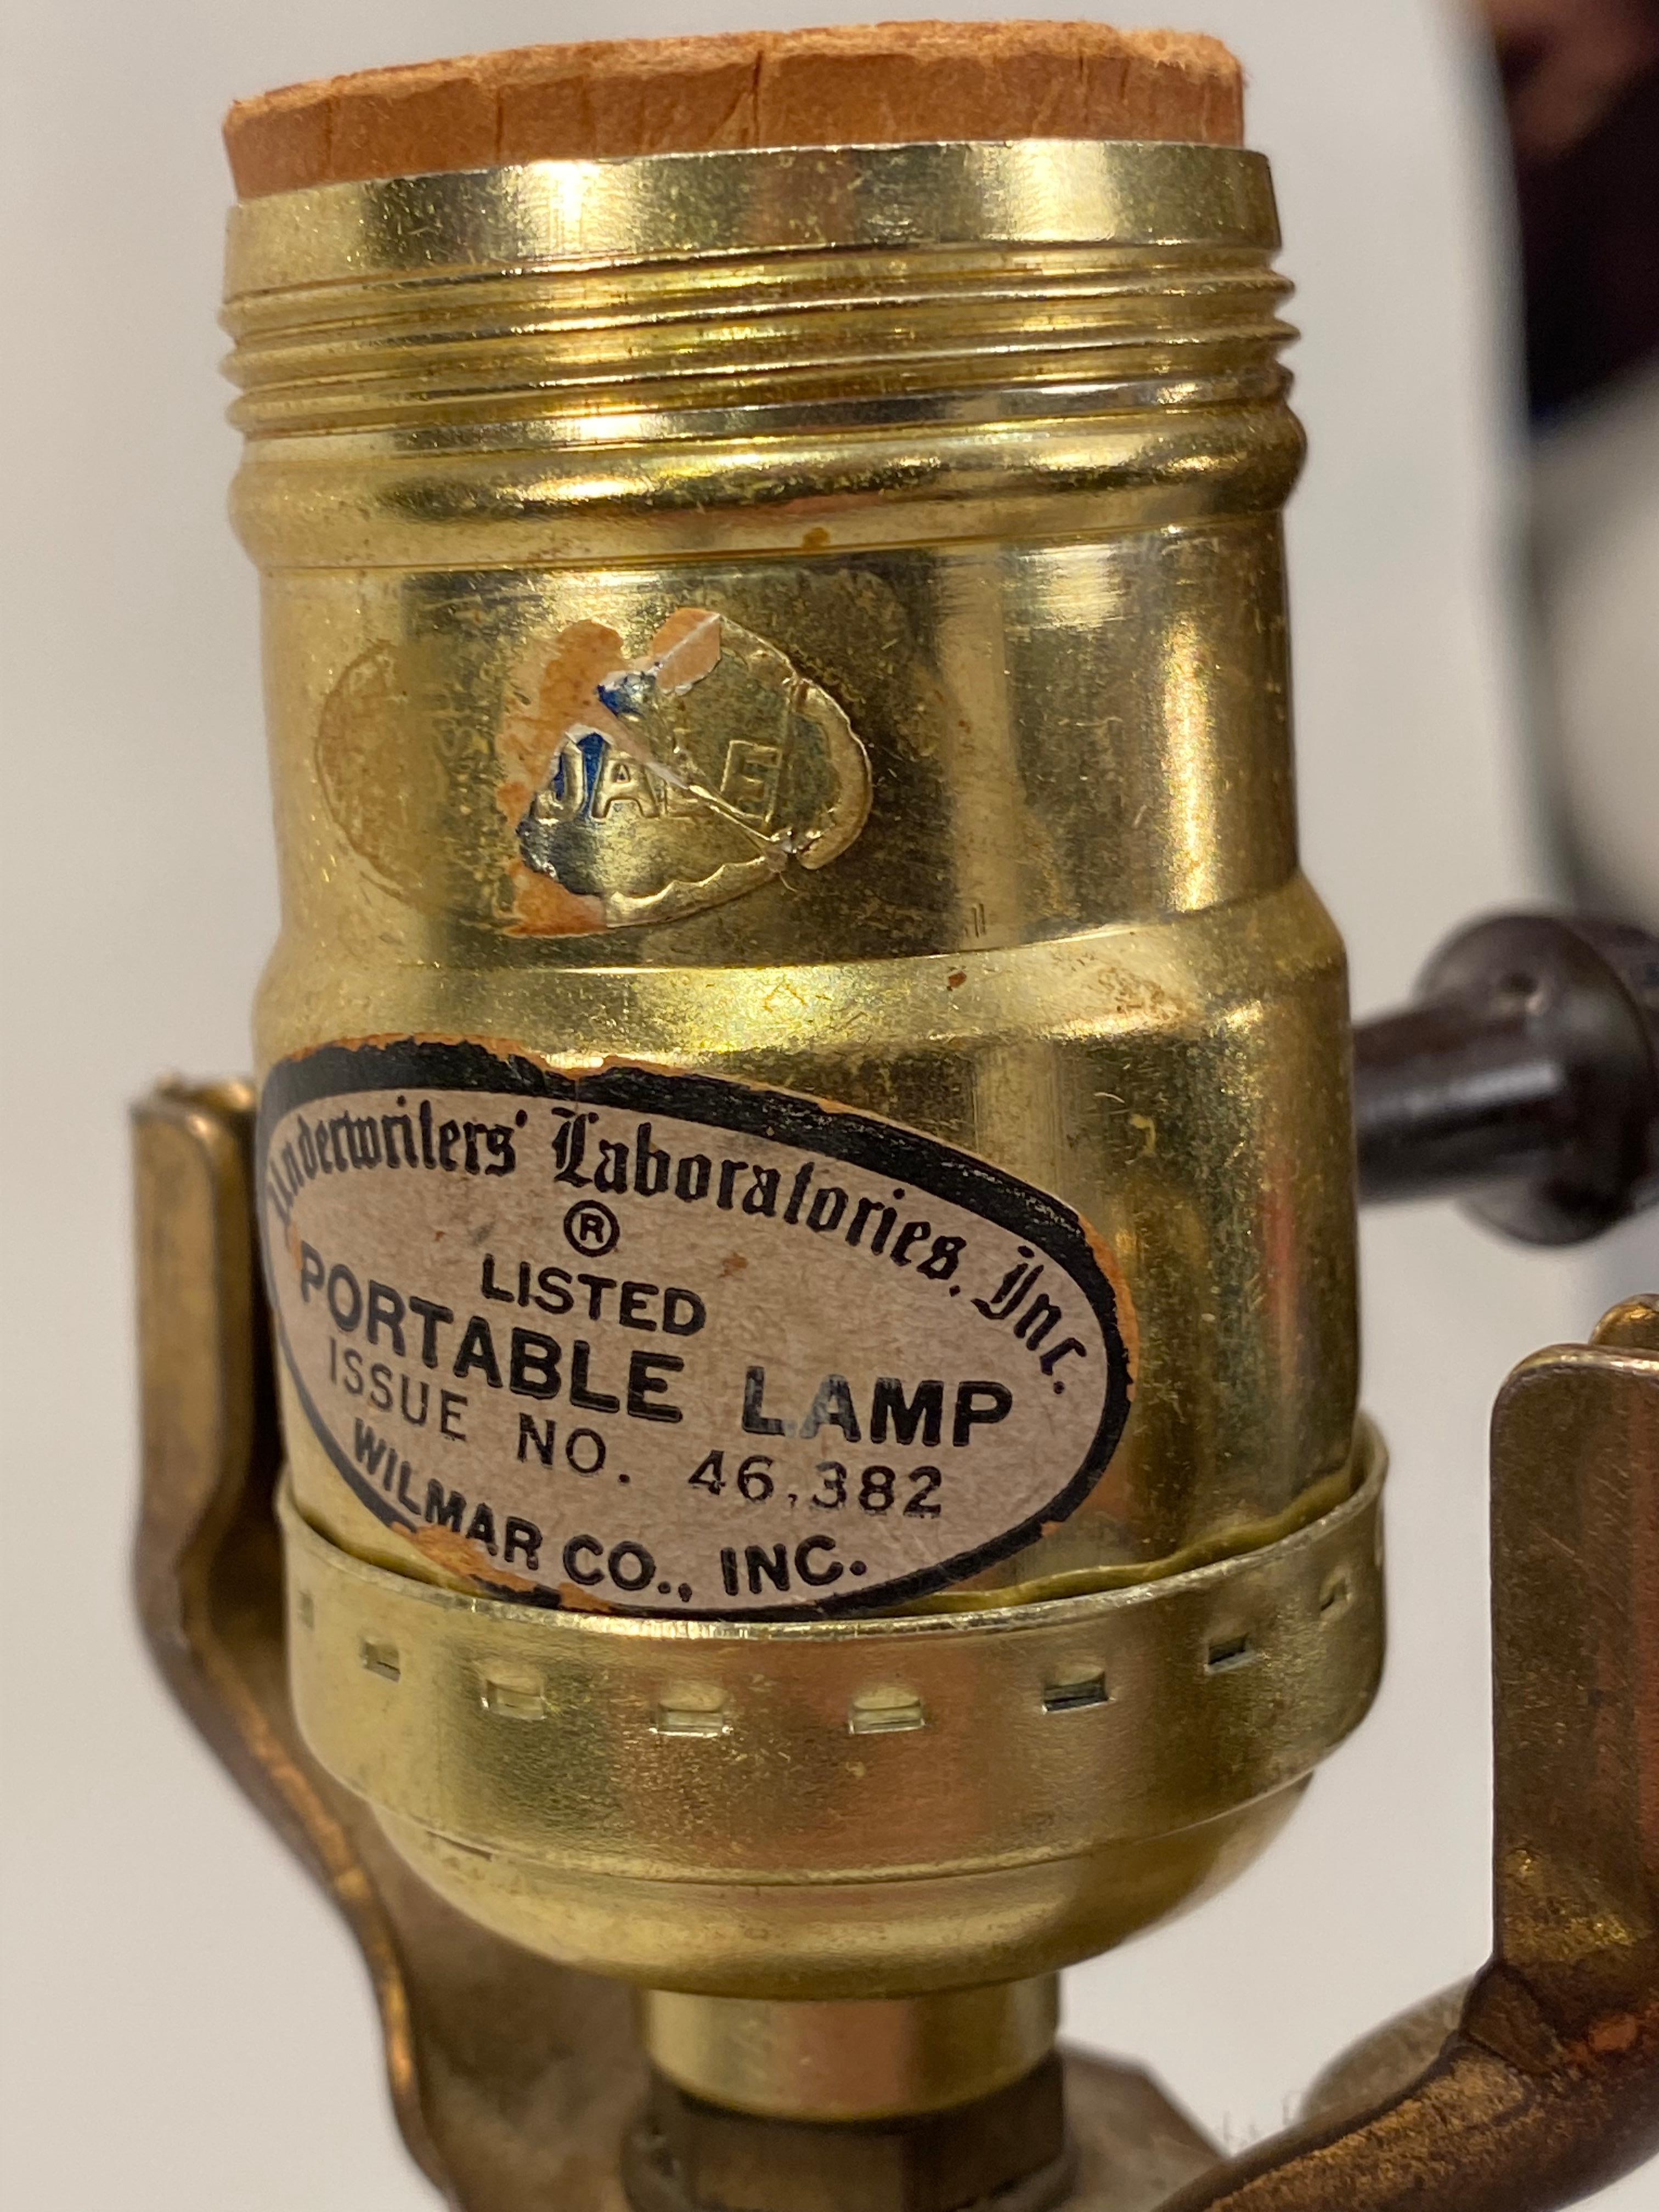 Underwriters' Laboratories, Inc.
®
LISTED
PORTABLE LAMP
ISSUE NO. 46,382
WILMAR CO., INC.